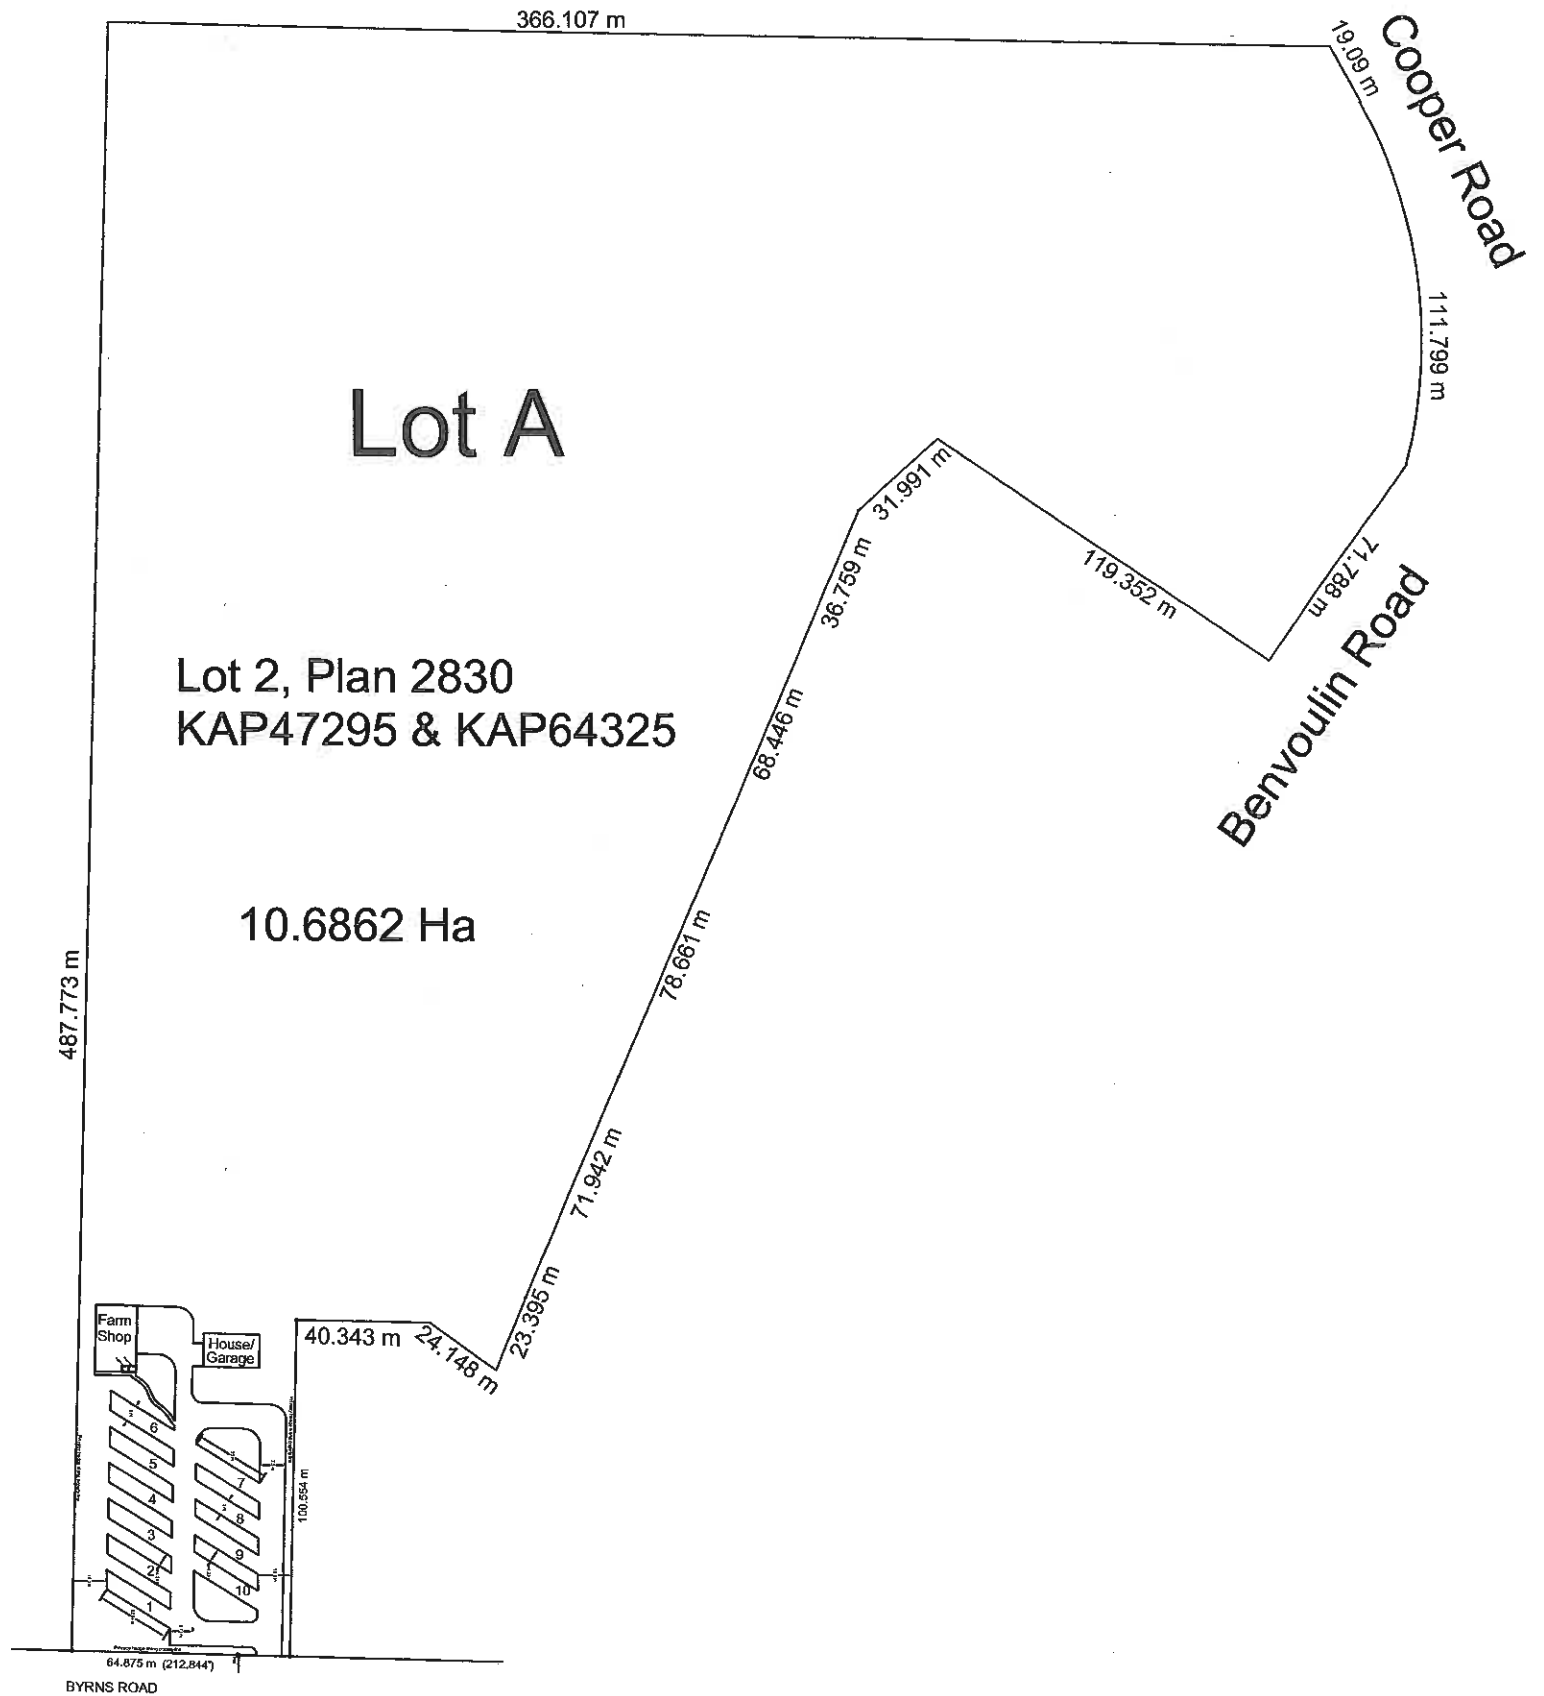 366.107 m
19.09 m
Cooper Road
111.799 m
Lot A
31.991 m
36.759 m
119.352 m
71.788 m
Benvoulin Road
Lot 2, Plan 2830
KAP47295 & KAP64325
68.446 m
10.6862 Ha
78.661 m
487.773 m
71.942 m
23.395 m
Farm
Shop
House/
Garage
40.343 m
24.148 m
6
5
4
3
2
1
7
8
9
10
100.554 m
64.875 m (212.844')
BYRNS ROAD